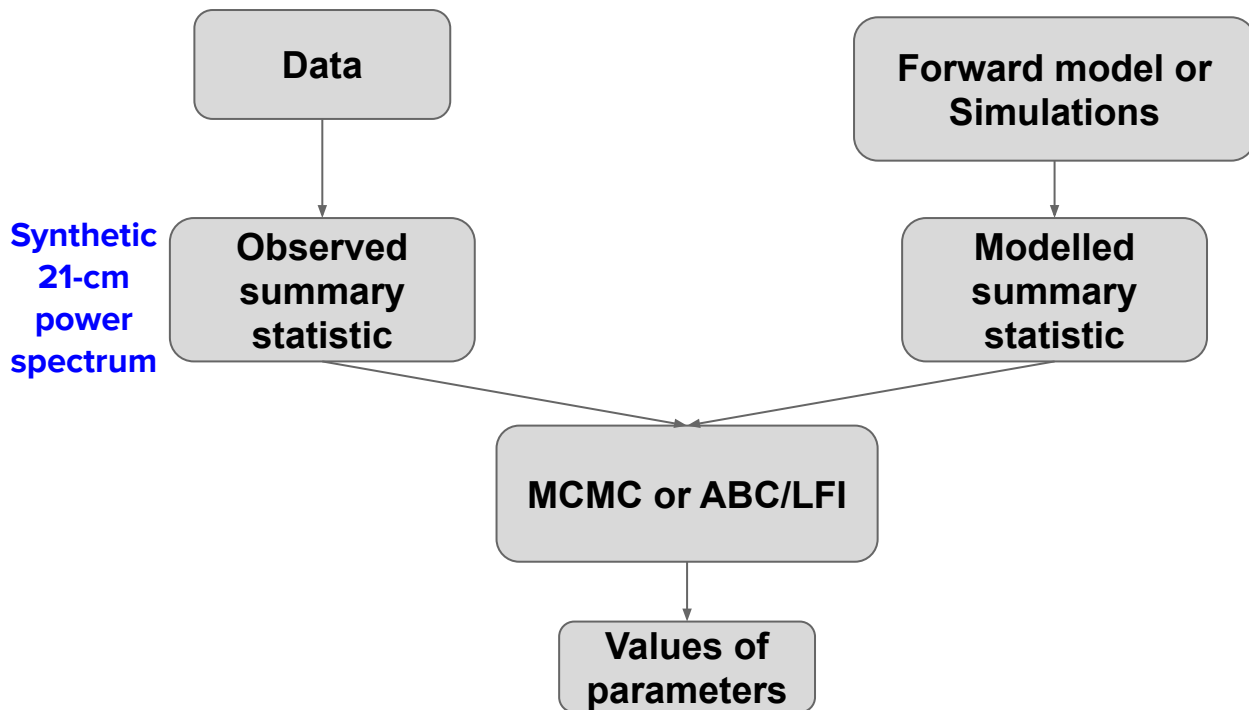 Data
Forward model or
Simulations
Synthetic
21-cm
power
spectrum
Observed
summary
statistic
Modelled
summary
statistic
MCMC or ABC/LFI
Values of
parameters